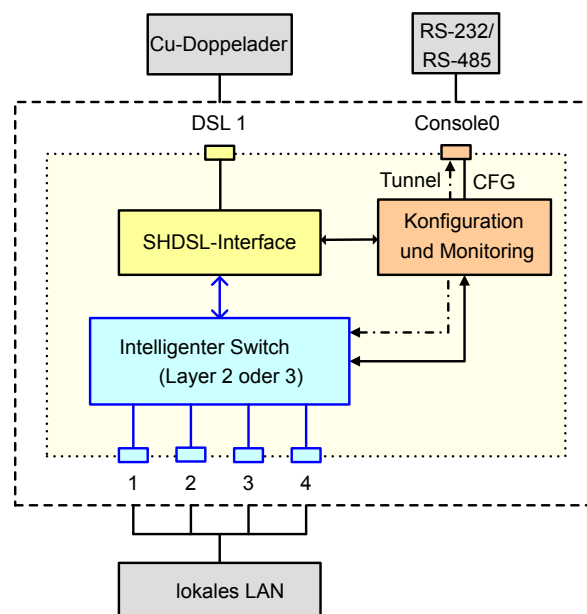 Cu-Doppelader
RS-232/
RS-485
DSL 1
Console0
Tunnel
CFG
SHDSL-Interface
Konfiguration
und Monitoring
Intelligenter Switch
(Layer 2 oder 3)
1 2 3 4
lokales LAN